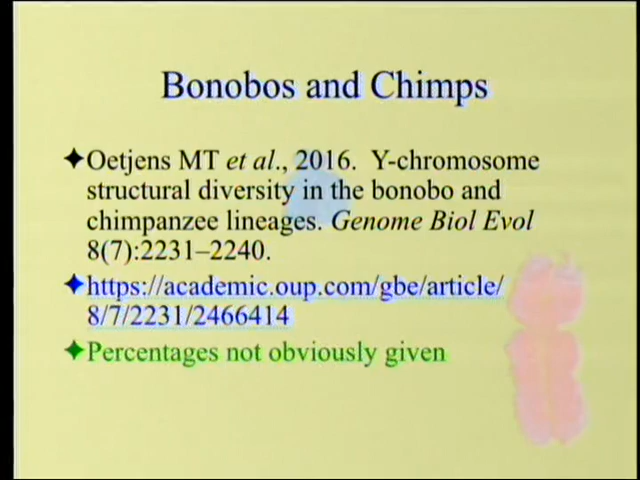 Bonobos and Chimps
✦Oetjens MT et al., 2016. Y-chromosome
structural diversity in the bonobo and
chimpanzee lineages. Genome Biol Evol
8(7):2231–2240.
✦https://academic.oup.com/gbe/article/
8/7/2231/2466414
✦Percentages not obviously given